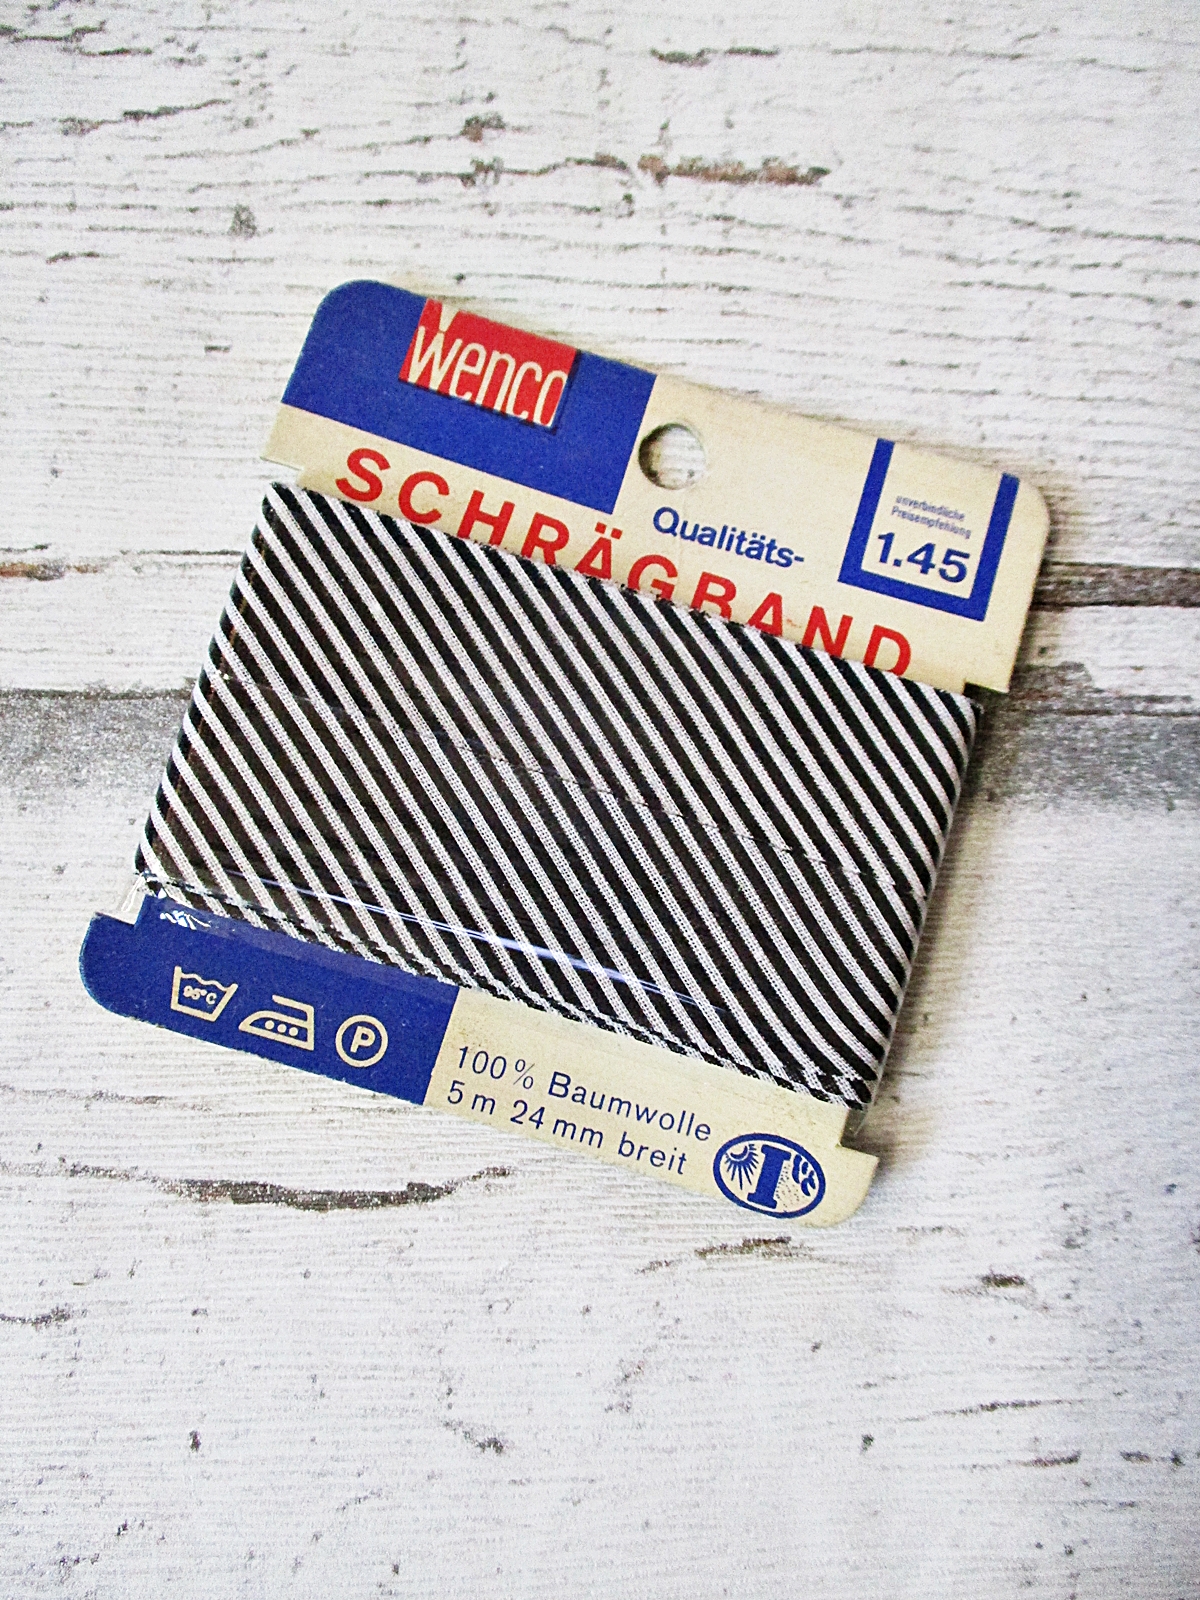 Wenco
Qualitäts-
SCHRÄGBAND
unverbindliche
Preisempfehlung
1.45
95°C
P
100% Baumwolle
5 m 24 mm breit
I